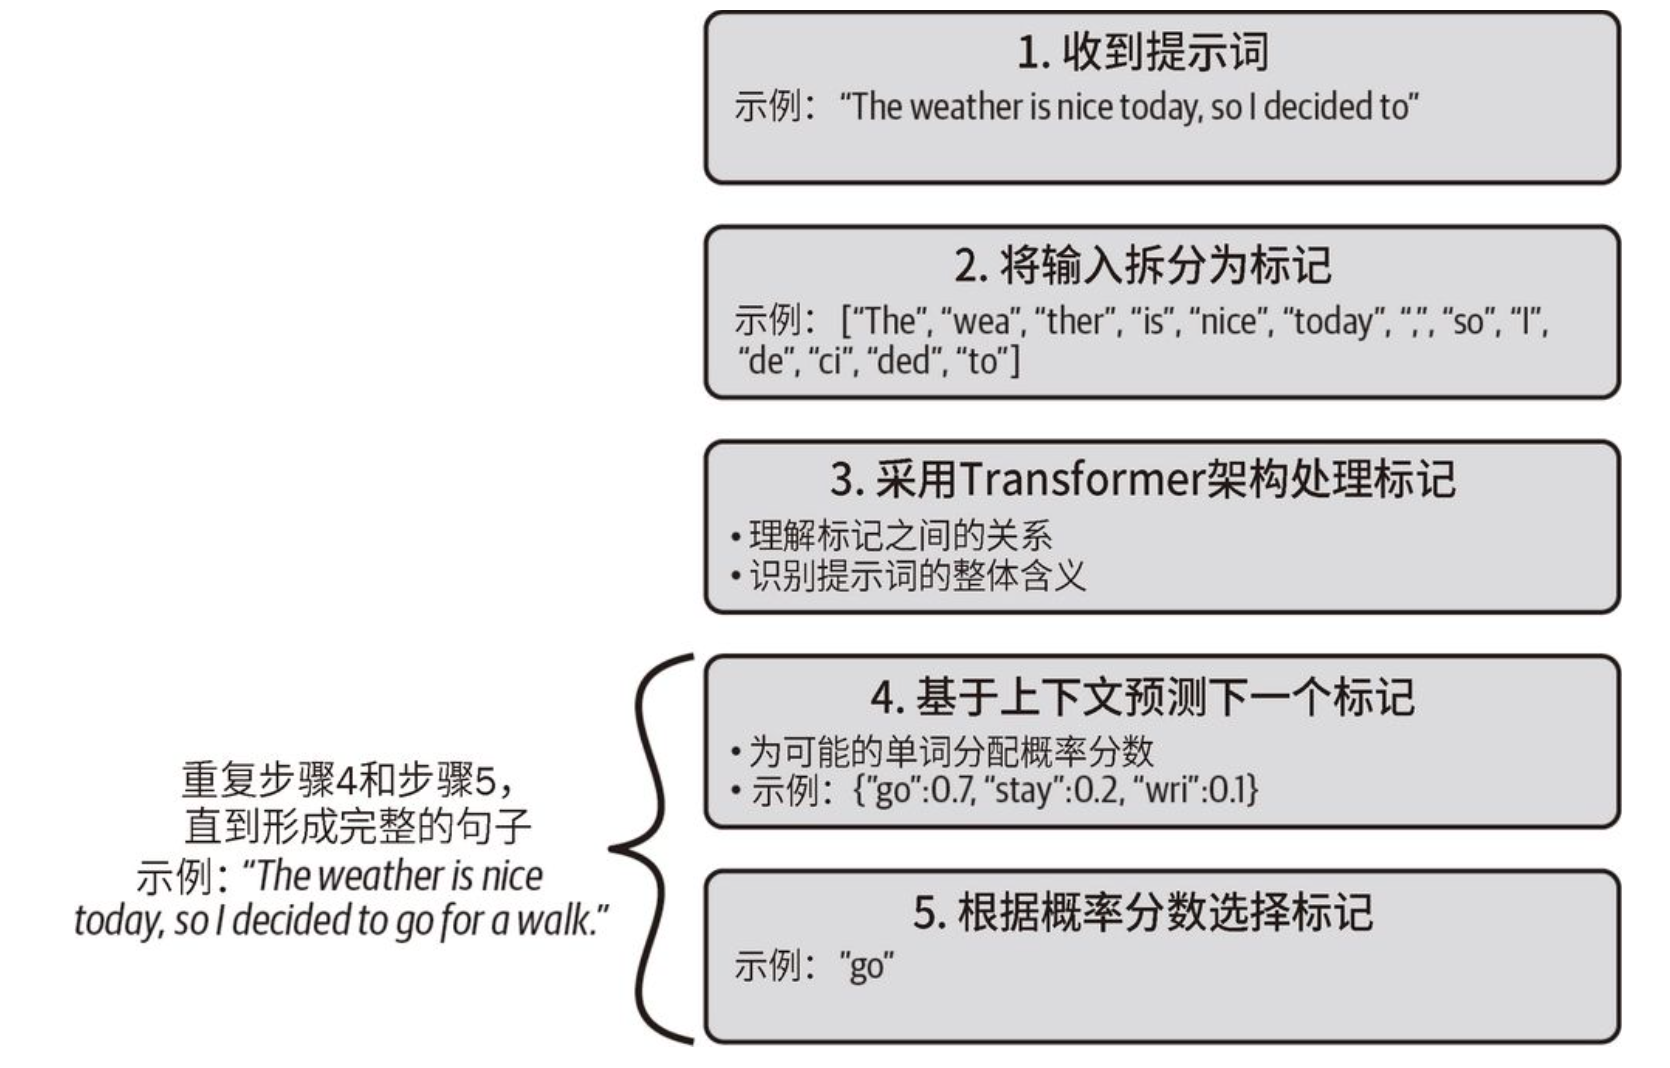 1. 收到提示词
示例：“The weather is nice today, so I decided to”
2. 将输入拆分为标记
示例：[“The”, “wea”, “ther”, “is”, “nice”, “today”, “,”, “so”, “I”,
“de”, “ci”, “ded”, “to”]
3. 采用Transformer架构处理标记
• 理解标记之间的关系
• 识别提示词的整体含义
4. 基于上下文预测下一个标记
• 为可能的单词分配概率分数
• 示例：{”go”:0.7, “stay”:0.2, “wri”:0.1}
5. 根据概率分数选择标记
示例：”go”
重复步骤4和步骤5，
直到形成完整的句子
示例：“The weather is nice
today, so I decided to go for a walk.”